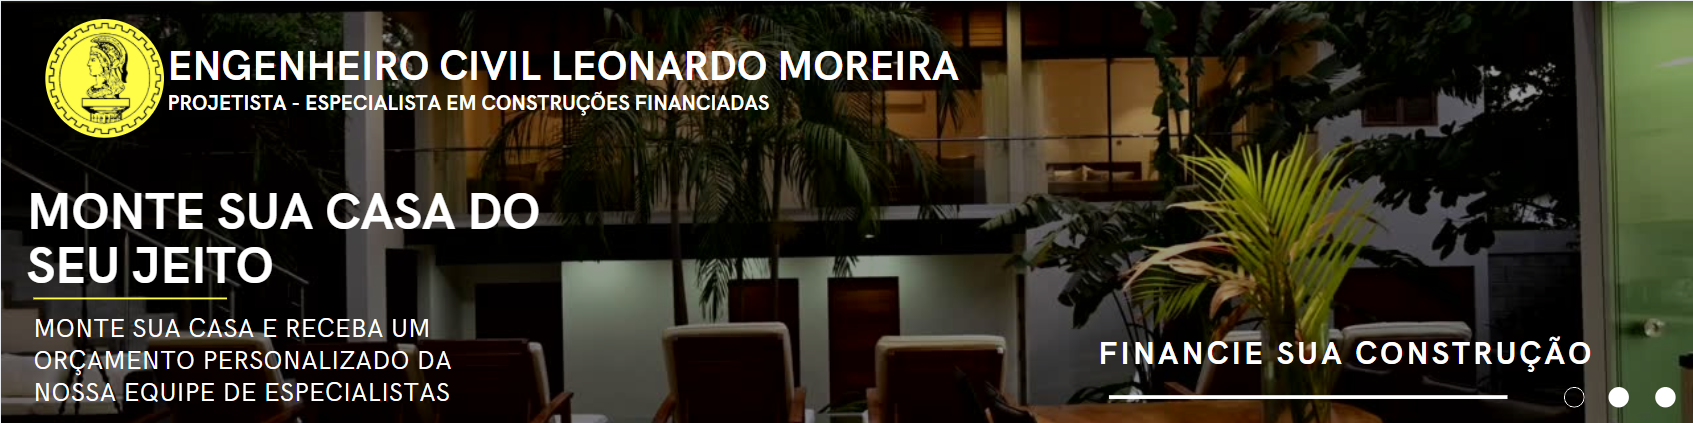 ENGENHEIRO CIVIL LEONARDO MOREIRA
PROJETISTA - ESPECIALISTA EM CONSTRUÇÕES FINANCIADAS
MONTE SUA CASA DO
SEU JEITO
MONTE SUA CASA E RECEBA UM
ORÇAMENTO PERSONALIZADO DA
NOSSA EQUIPE DE ESPECIALISTAS
FINANCIE SUA CONSTRUÇÃO